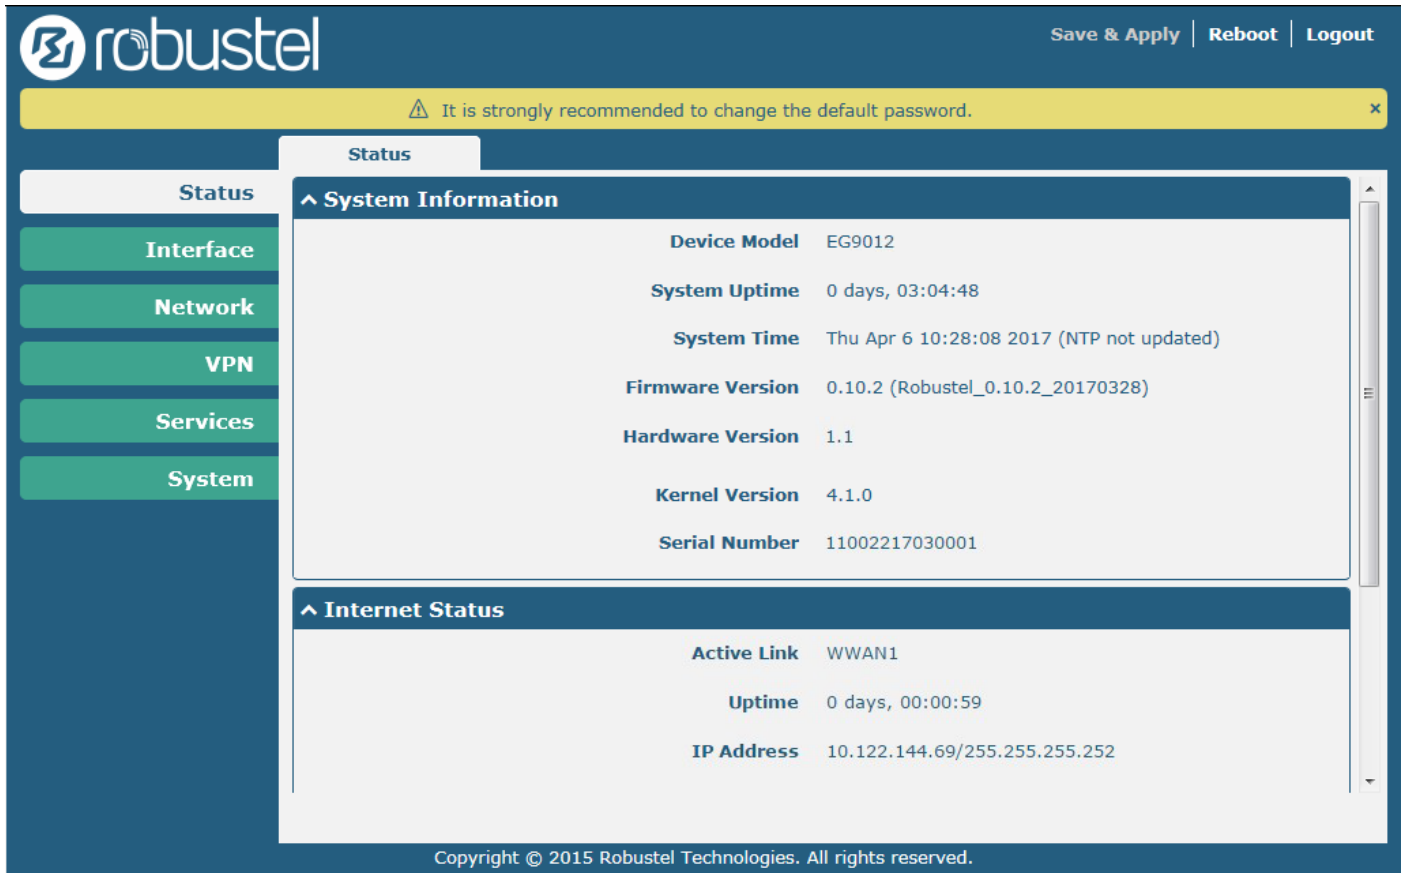 robustel
Save & Apply | Reboot | Logout
It is strongly recommended to change the default password. ×
Status
Status
Interface
Network
VPN
Services
System
System Information
Device Model EG9012
System Uptime 0 days, 03:04:48
System Time Thu Apr 6 10:28:08 2017 (NTP not updated)
Firmware Version 0.10.2 (Robustel_0.10.2_20170328)
Hardware Version 1.1
Kernel Version 4.1.0
Serial Number 11002217030001
Internet Status
Active Link WWAN1
Uptime 0 days, 00:00:59
IP Address 10.122.144.69/255.255.255.252
Copyright © 2015 Robustel Technologies. All rights reserved.